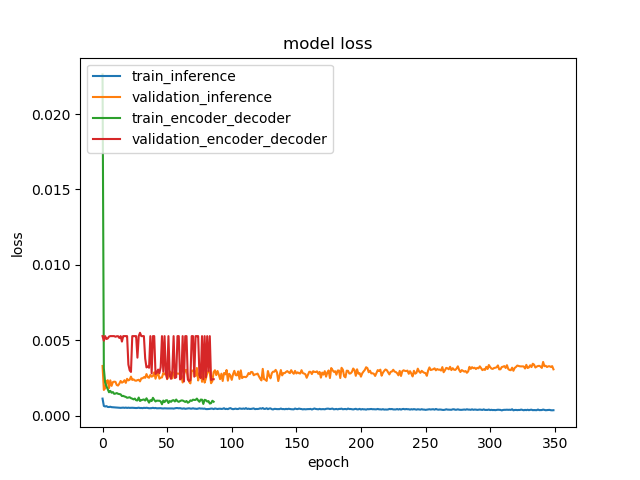 model loss
train_inference
validation_inference
train_encoder_decoder
validation_encoder_decoder
0.020
0.015
0.010
0.005
0.000
loss
0 50 100 150 200 250 300 350
epoch